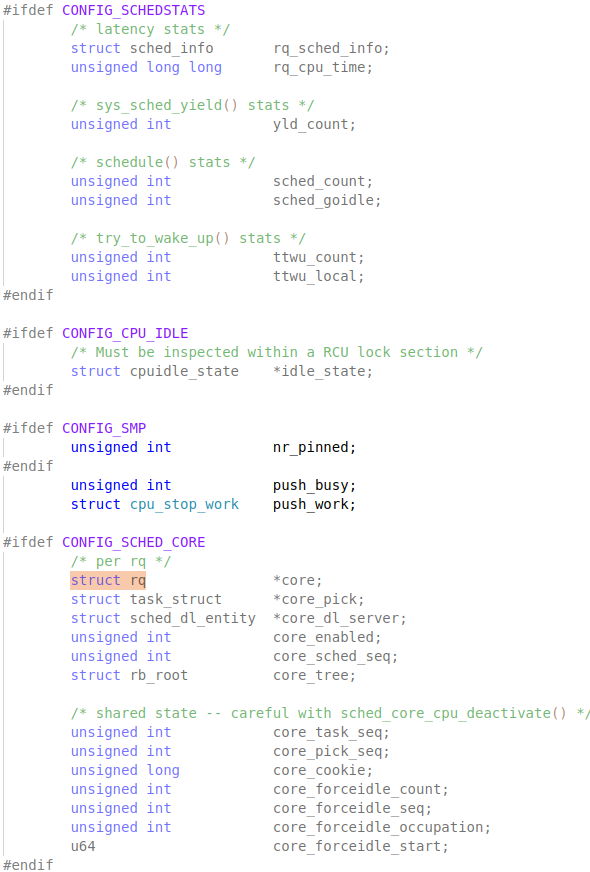 #ifdef CONFIG_SCHEDSTATS
        /* latency stats */
        struct sched_info       rq_sched_info;
        unsigned long long      rq_cpu_time;

        /* sys_sched_yield() stats */
        unsigned int            yld_count;

        /* schedule() stats */
        unsigned int            sched_count;
        unsigned int            sched_goidle;

        /* try_to_wake_up() stats */
        unsigned int            ttwu_count;
        unsigned int            ttwu_local;
#endif

#ifdef CONFIG_CPU_IDLE
        /* Must be inspected within a RCU lock section */
        struct cpuidle_state    *idle_state;
#endif

#ifdef CONFIG_SMP
        unsigned int            nr_pinned;
#endif
        unsigned int            push_busy;
        struct cpu_stop_work    push_work;

#ifdef CONFIG_SCHED_CORE
        /* per rq */
        struct rq               *core;
        struct task_struct      *core_pick;
        struct sched_dl_entity  *core_dl_server;
        unsigned int            core_enabled;
        unsigned int            core_sched_seq;
        struct rb_root          core_tree;

        /* shared state -- careful with sched_core_cpu_deactivate() */
        unsigned int            core_task_seq;
        unsigned int            core_pick_seq;
        unsigned long           core_cookie;
        unsigned int            core_forceidle_count;
        unsigned int            core_forceidle_seq;
        unsigned int            core_forceidle_occupation;
        u64                     core_forceidle_start;
#endif